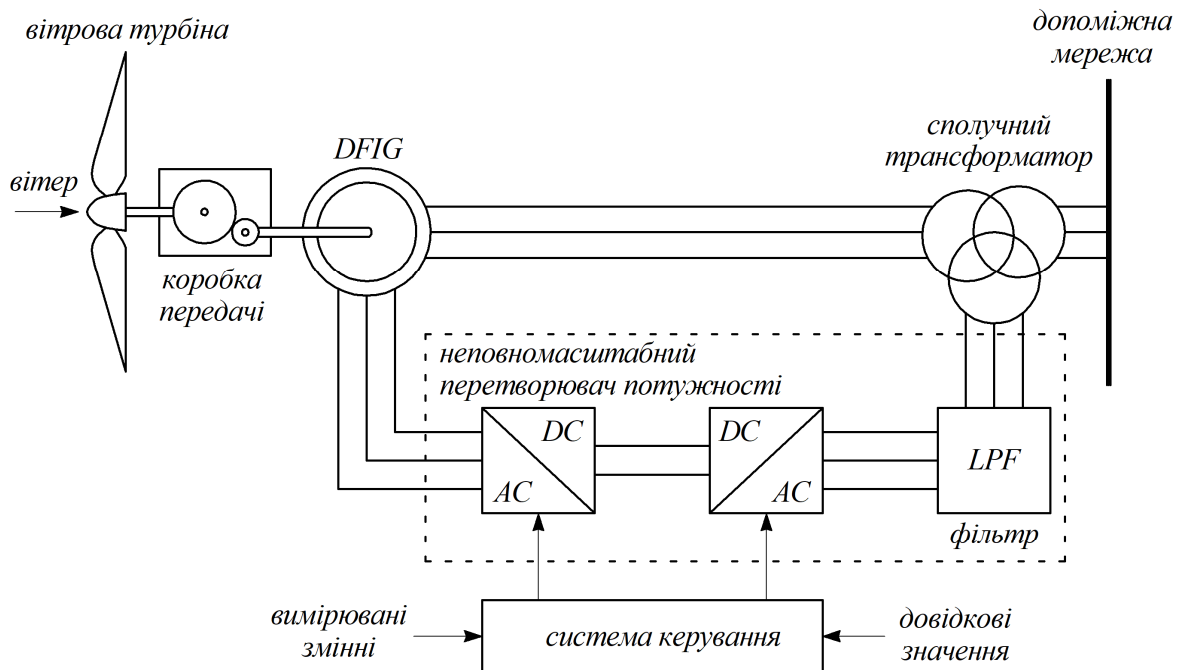 вітрова турбіна
допоміжна
мережа
сполучний
трансформатор
DFIG
вітер
коробка
передачі
неповномасштабний
перетворювач потужності
DC
AC
DC
AC
LPF
фільтр
вимірювані
змінні
система керування
довідкові
значення